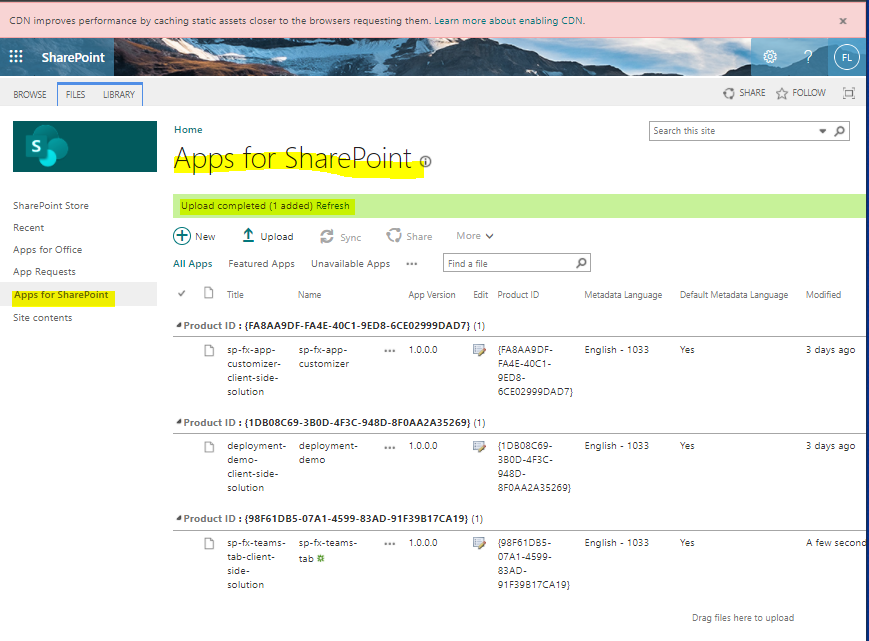 CDN improves performance by caching static assets closer to the browsers requesting them. Learn more about enabling CDN.
SharePoint
?
FL
BROWSE FILES LIBRARY
SHARE FOLLOW
S
Home
Search this site
Apps for SharePoint
Upload completed (1 added) Refresh
SharePoint Store
Recent
Apps for Office
App Requests
Apps for SharePoint
Site contents
New Upload Sync Share More
All Apps Featured Apps Unavailable Apps ••• Find a file
Title Name App Version Edit Product ID Metadata Language Default Metadata Language Modified
Product ID : {FA8AA9DF-FA4E-40C1-9ED8-6CE02999DAD7} (1)
sp-fx-app- sp-fx-app- ••• 1.0.0.0 {FA8AA9DF- English - 1033 Yes 3 days ago
customizer- customizer FA4E-40C1-
client-side- 9ED8-
solution 6CE02999DAD7}
Product ID : {1DB08C69-3B0D-4F3C-948D-8F0AA2A35269} (1)
deployment- deployment- ••• 1.0.0.0 {1DB08C69- English - 1033 Yes 3 days ago
demo- demo 3B0D-4F3C-
client-side- 948D-
solution 8F0AA2A35269}
Product ID : {98F61DB5-07A1-4599-83AD-91F39B17CA19} (1)
sp-fx-teams- sp-fx-teams- ••• 1.0.0.0 {98F61DB5- English - 1033 Yes A few second
tab-client- tab 07A1-4599-
side- 83AD-
solution 91F39B17CA19}
Drag files here to upload